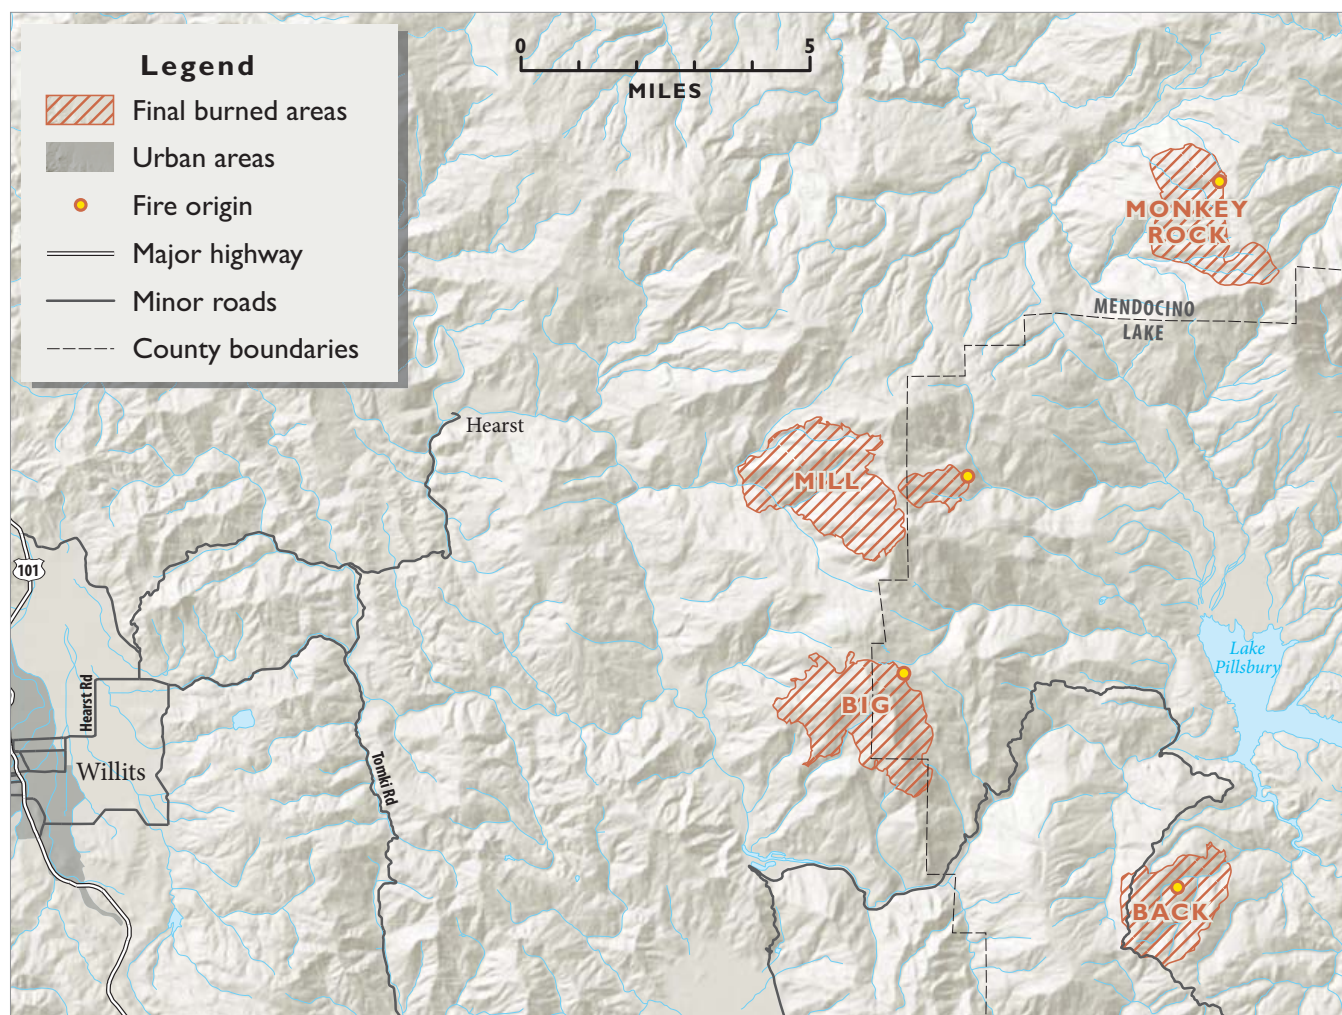 Legend
Final burned areas
Urban areas
Fire origin
Major highway
Minor roads
County boundaries
0 5
MILES
MONKEY
ROCK
MENDOCINO
LAKE
Hearst
MILL
101
Lake
Pillsbury
Hearst Rd
BIG
Willits
Tomki Rd
BACK